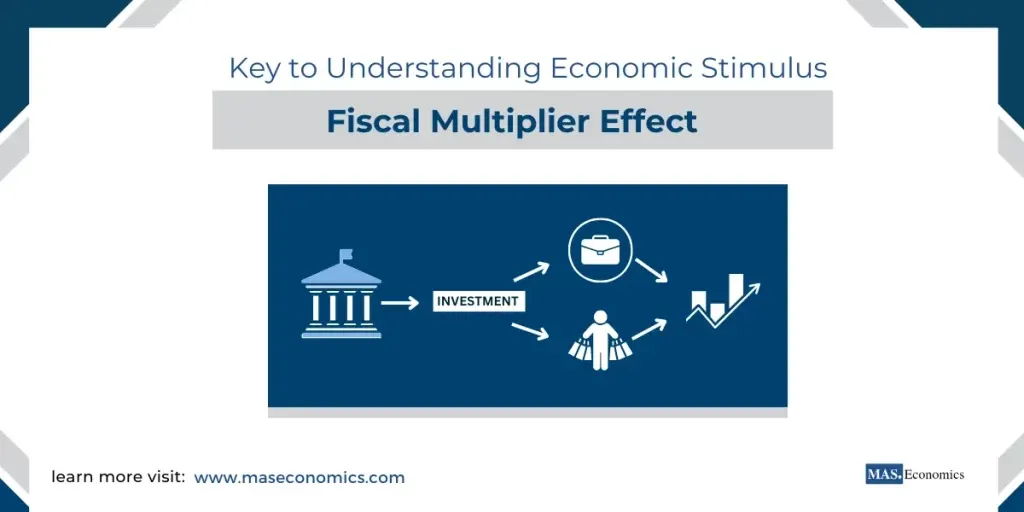 Key to Understanding Economic Stimulus
Fiscal Multiplier Effect
INVESTMENT
learn more visit: www.maseconomics.com
MAS. Economics